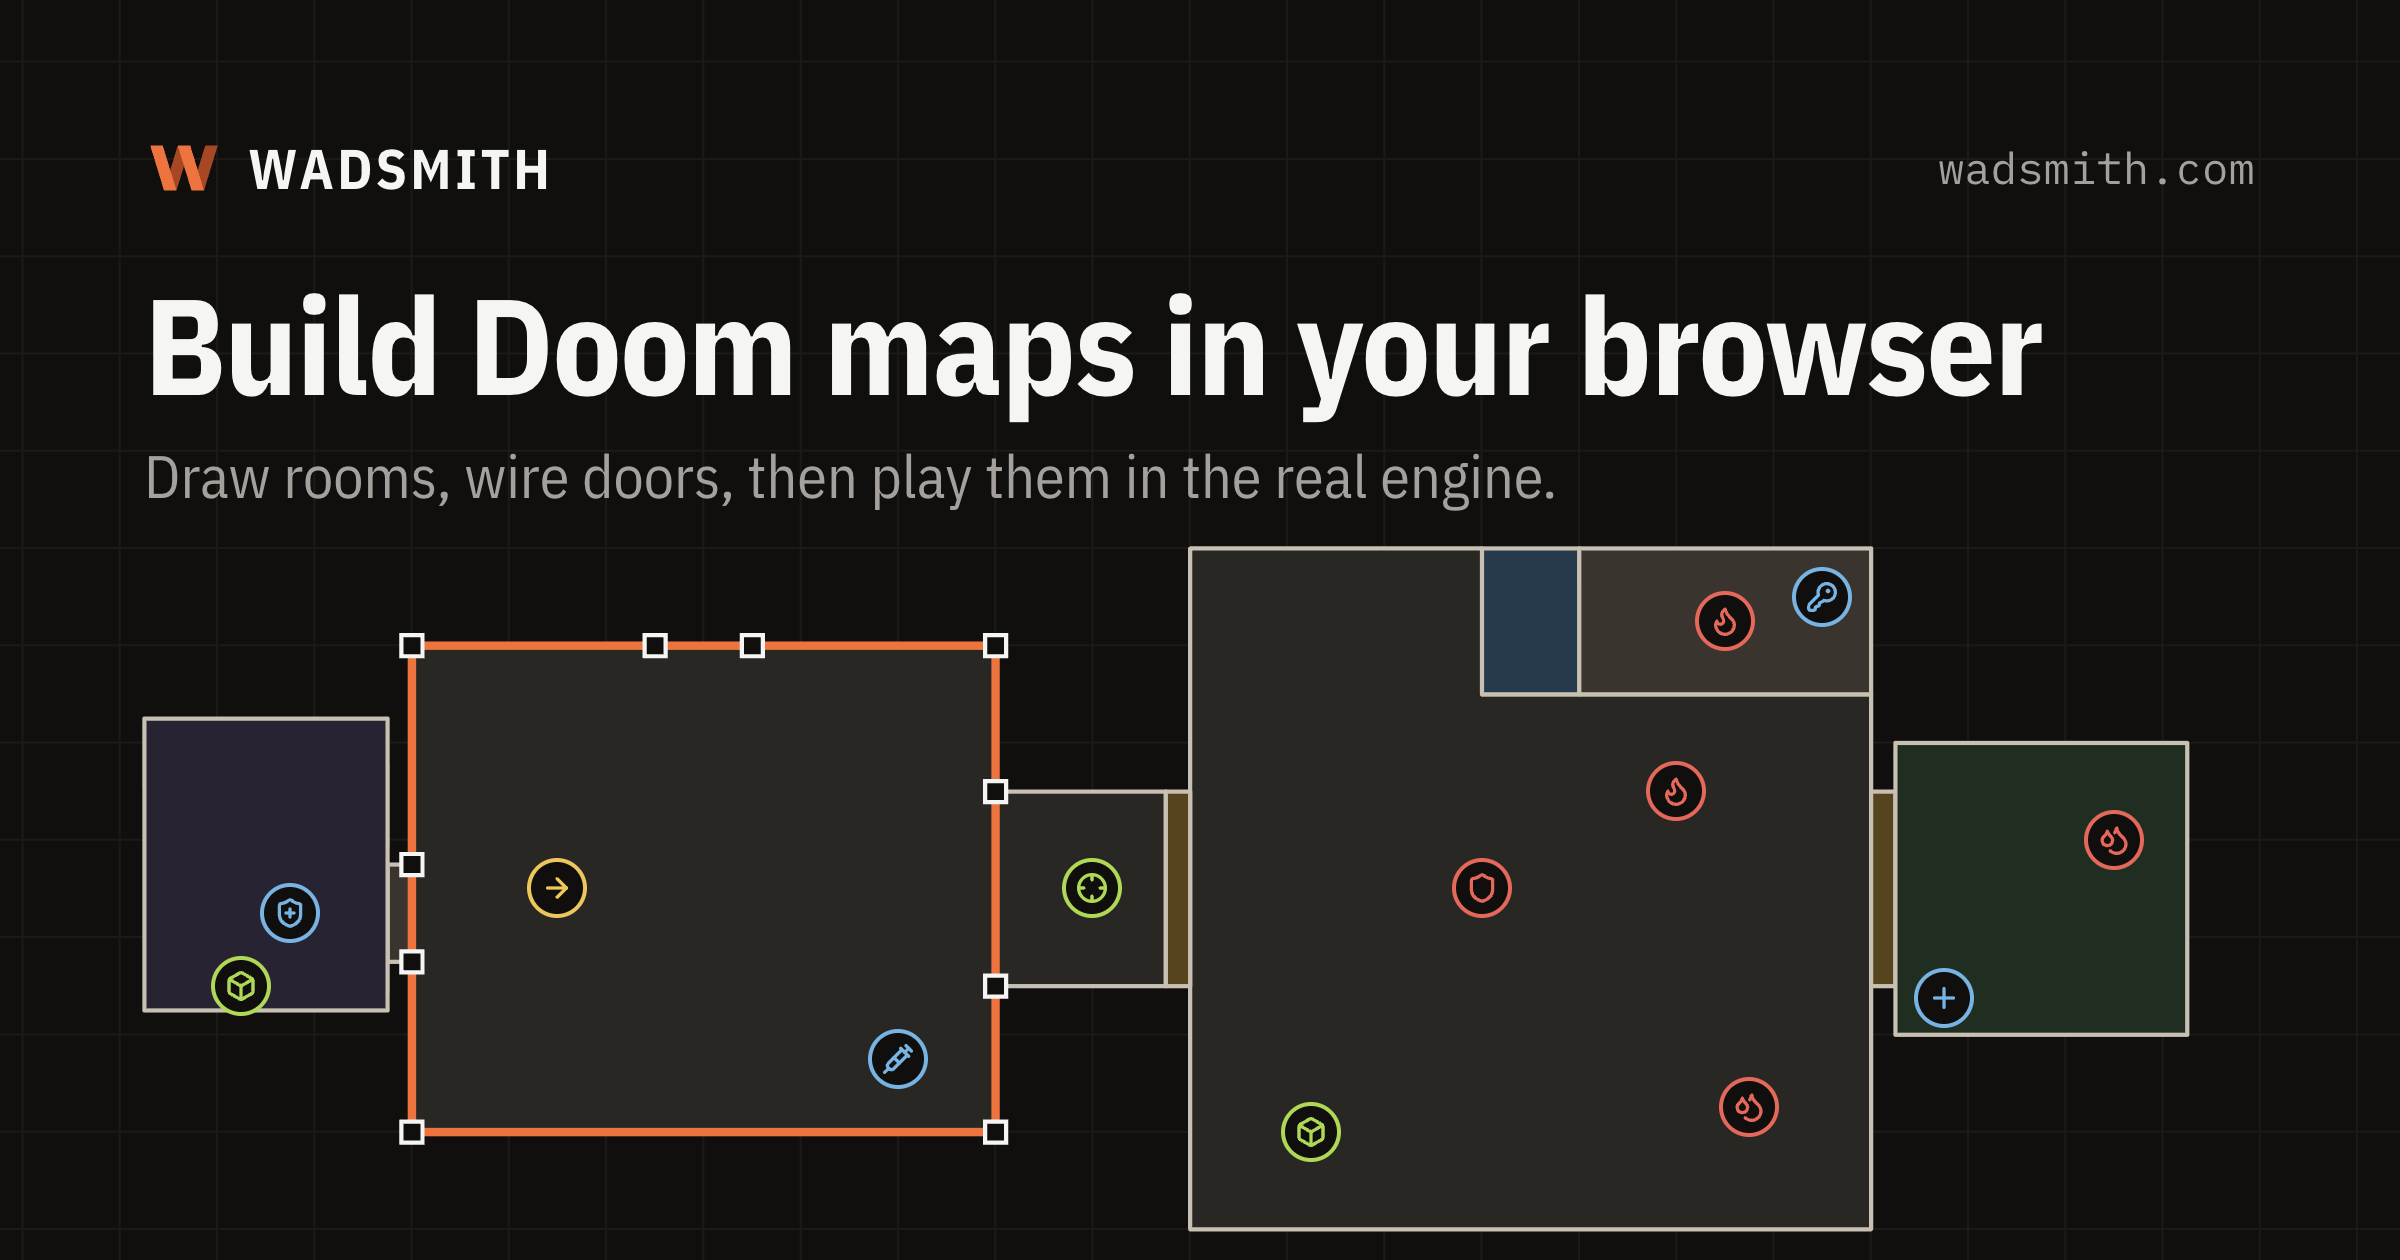 WADSMITH
wadsmith.com
Build Doom maps in your browser
Draw rooms, wire doors, then play them in the real engine.